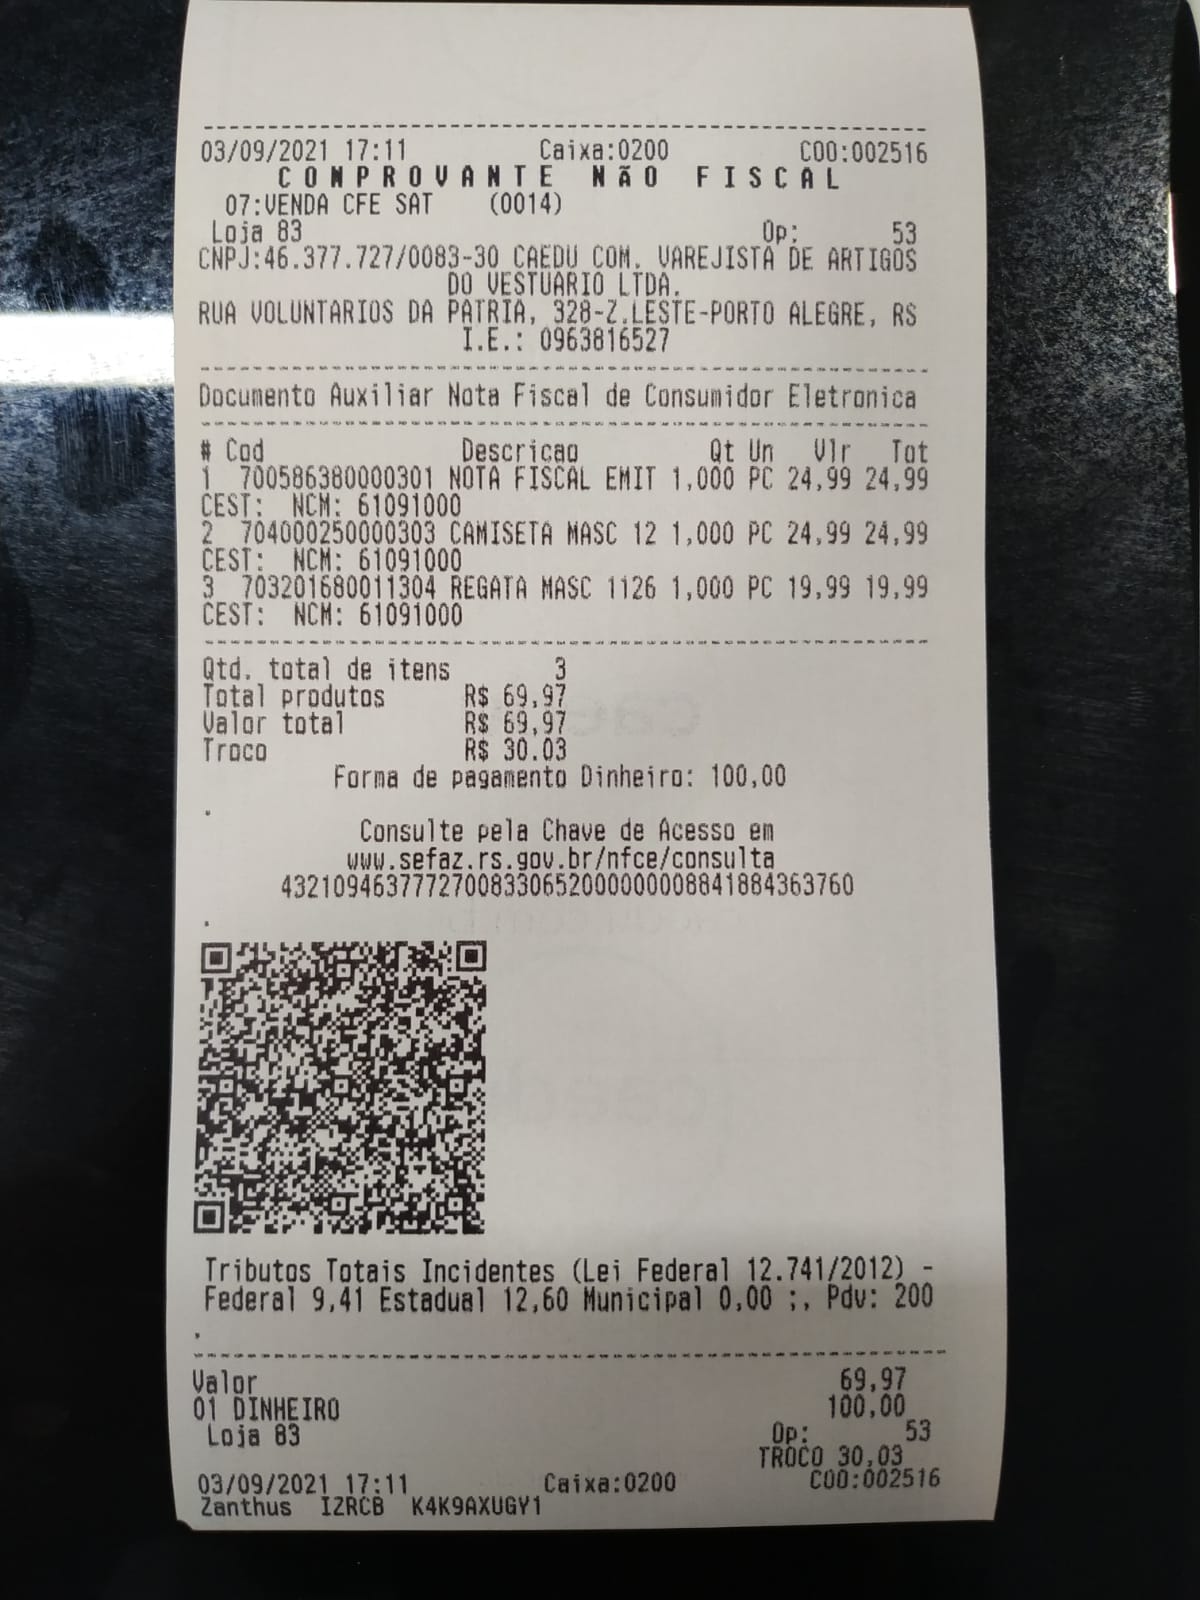 03/09/2021 17:11 Caixa:0200 COO:002516
COMPROVANTE NãO FISCAL
07:VENDA CFE SAT (0014)
Loja 83 Op: 53
CNPJ:46.377.727/0083-30 CAEDU COM. VAREJISTA DE ARTIGOS
DO VESTUARIO LTDA.
RUA VOLUNTARIOS DA PATRIA, 328-Z.LESTE-PORTO ALEGRE, RS
I.E.: 0963816527
Documento Auxiliar Nota Fiscal de Consumidor Eletronica
# Cod Descricao Qt Un Vlr Tot
1 700586380000301 NOTA FISCAL EMIT 1,000 PC 24,99 24,99
CEST: NCM: 61091000
2 704000250000303 CAMISETA MASC 12 1,000 PC 24,99 24,99
CEST: NCM: 61091000
3 703201680011304 REGATA MASC 1126 1,000 PC 19,99 19,99
CEST: NCM: 61091000
Qtd. total de itens 3
Total produtos R$ 69,97
Valor total R$ 69,97
Troco R$ 30.03
Forma de pagamento Dinheiro: 100,00
.
Consulte pela Chave de Acesso em
www.sefaz.rs.gov.br/nfce/consulta
43210946377727008330652000000008841884363760
.
Tributos Totais Incidentes (Lei Federal 12.741/2012) -
Federal 9,41 Estadual 12,60 Municipal 0,00 ;, Pdv: 200
.
Valor 69,97
01 DINHEIRO 100,00
Loja 83 Op: 53
TROCO 30,03
03/09/2021 17:11 Caixa:0200 COO:002516
Zanthus IZRCB K4K9AXUGY1